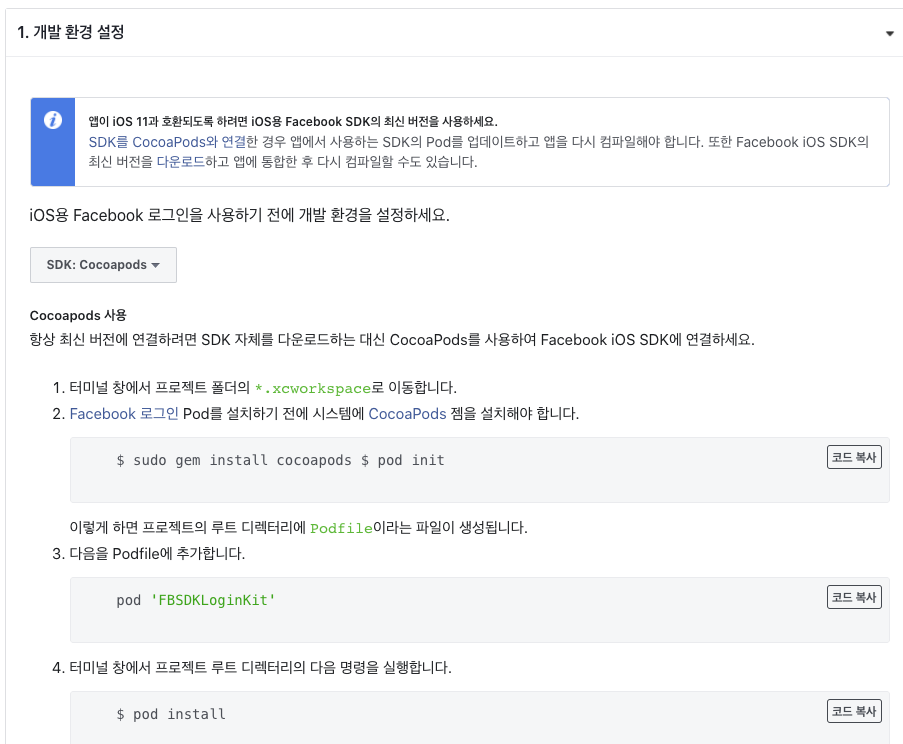 1. 개발 환경 설정
앱이 iOS 11과 호환되도록 하려면 iOS용 Facebook SDK의 최신 버전을 사용하세요.
SDK를 CocoaPods와 연결한 경우 앱에서 사용하는 SDK의 Pod를 업데이트하고 앱을 다시 컴파일해야 합니다. 또한 Facebook iOS SDK의
최신 버전을 다운로드하고 앱에 통합한 후 다시 컴파일할 수도 있습니다.
iOS용 Facebook 로그인을 사용하기 전에 개발 환경을 설정하세요.
SDK: Cocoapods
Cocoapods 사용
항상 최신 버전에 연결하려면 SDK 자체를 다운로드하는 대신 CocoaPods를 사용하여 Facebook iOS SDK에 연결하세요.
1. 터미널 창에서 프로젝트 폴더의 *.xcworkspace로 이동합니다.
2. Facebook 로그인 Pod를 설치하기 전에 시스템에 CocoaPods 젬을 설치해야 합니다.
$ sudo gem install cocoapods $ pod init
코드 복사
이렇게 하면 프로젝트의 루트 디렉터리에 Podfile이라는 파일이 생성됩니다.
3. 다음을 Podfile에 추가합니다.
pod 'FBSDKLoginKit'
코드 복사
4. 터미널 창에서 프로젝트 루트 디렉터리의 다음 명령을 실행합니다.
$ pod install
코드 복사